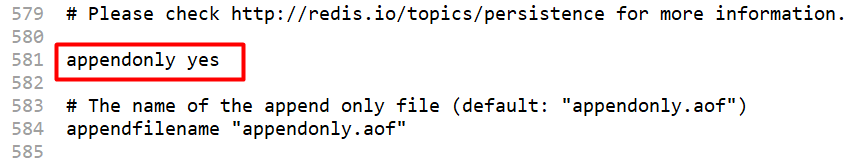 579 # Please check http://redis.io/topics/persistence for more information.
580
581 appendonly yes
582
583 # The name of the append only file (default: "appendonly.aof")
584 appendfilename "appendonly.aof"
585